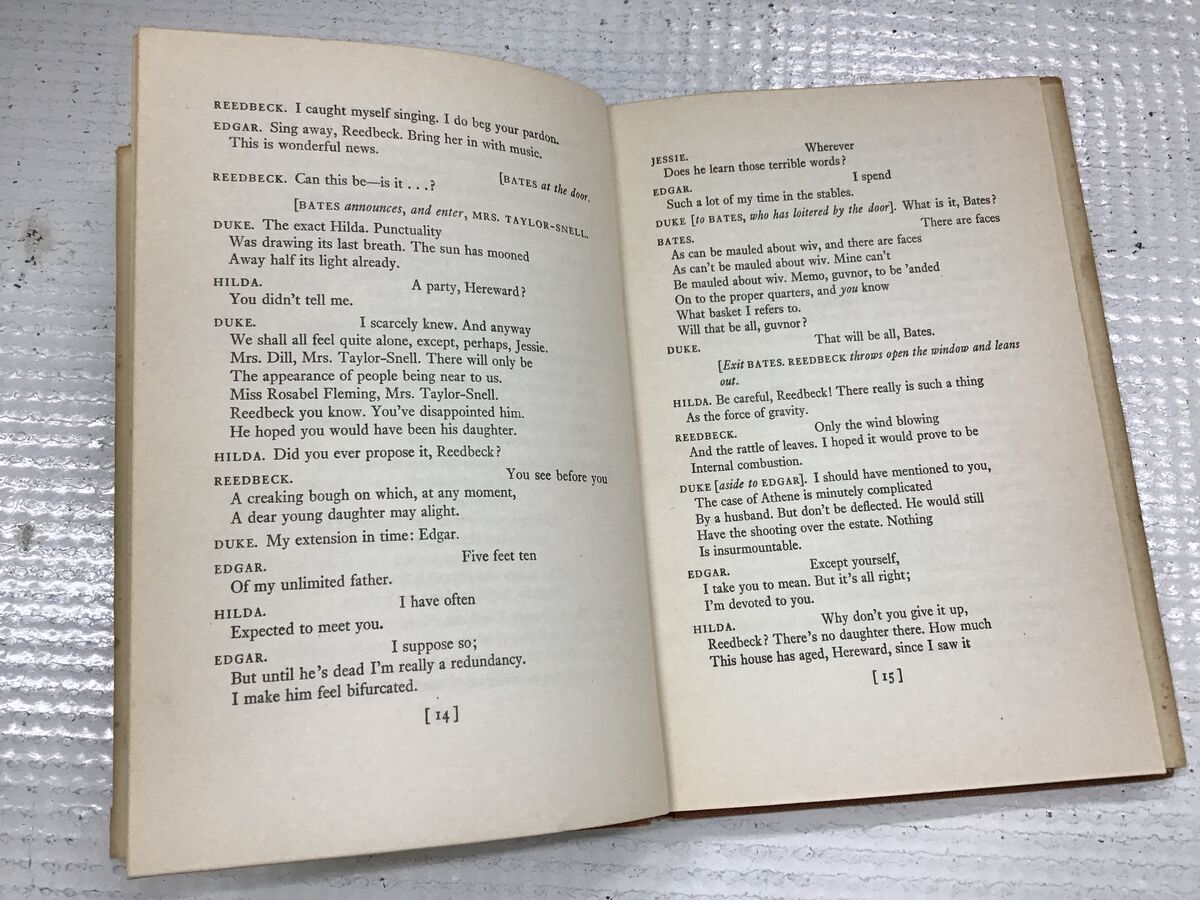 REEDBECK. I caught myself singing. I do beg your pardon.
EDGAR. Sing away, Reedbeck. Bring her in with music.
This is wonderful news.
[BATES at the door.
REEDBECK. Can this be—is it . . .?
[BATES announces, and enter, MRS. TAYLOR-SNELL.
DUKE. The exact Hilda. Punctuality
Was drawing its last breath. The sun has mooned
Away half its light already.
HILDA. A party, Hereward?
You didn't tell me.
DUKE. I scarcely knew. And anyway
We shall all feel quite alone, except, perhaps, Jessie.
Mrs. Dill, Mrs. Taylor-Snell. There will only be
The appearance of people being near to us.
Miss Rosabel Fleming, Mrs. Taylor-Snell.
Reedbeck you know. You've disappointed him.
He hoped you would have been his daughter.
HILDA. Did you ever propose it, Reedbeck?
REEDBECK. You see before you
A creaking bough on which, at any moment,
A dear young daughter may alight.
DUKE. My extension in time: Edgar.
EDGAR. Five feet ten
Of my unlimited father.
HILDA. I have often
Expected to meet you.
EDGAR. I suppose so;
But until he's dead I'm really a redundancy.
I make him feel bifurcated.
[ 14 ]
JESSIE. Wherever
Does he learn those terrible words?
EDGAR. I spend
Such a lot of my time in the stables.
DUKE [to BATES, who has loitered by the door]. What is it, Bates?
BATES. There are faces
As can be mauled about wiv, and there are faces
As can't be mauled about wiv. Mine can't
Be mauled about wiv. Memo, guvnor, to be 'anded
On to the proper quarters, and you know
What basket I refers to.
Will that be all, guvnor?
DUKE. That will be all, Bates.
[Exit BATES. REEDBECK throws open the window and leans
out.
HILDA. Be careful, Reedbeck! There really is such a thing
As the force of gravity.
REEDBECK. Only the wind blowing
And the rattle of leaves. I hoped it would prove to be
Internal combustion.
DUKE [aside to EDGAR]. I should have mentioned to you,
The case of Athene is minutely complicated
By a husband. But don't be deflected. He would still
Have the shooting over the estate. Nothing
Is insurmountable.
EDGAR. Except yourself,
I take you to mean. But it's all right;
I'm devoted to you.
HILDA. Why don't you give it up,
Reedbeck? There's no daughter there. How much
This house has aged, Hereward, since I saw it
[ 15 ]